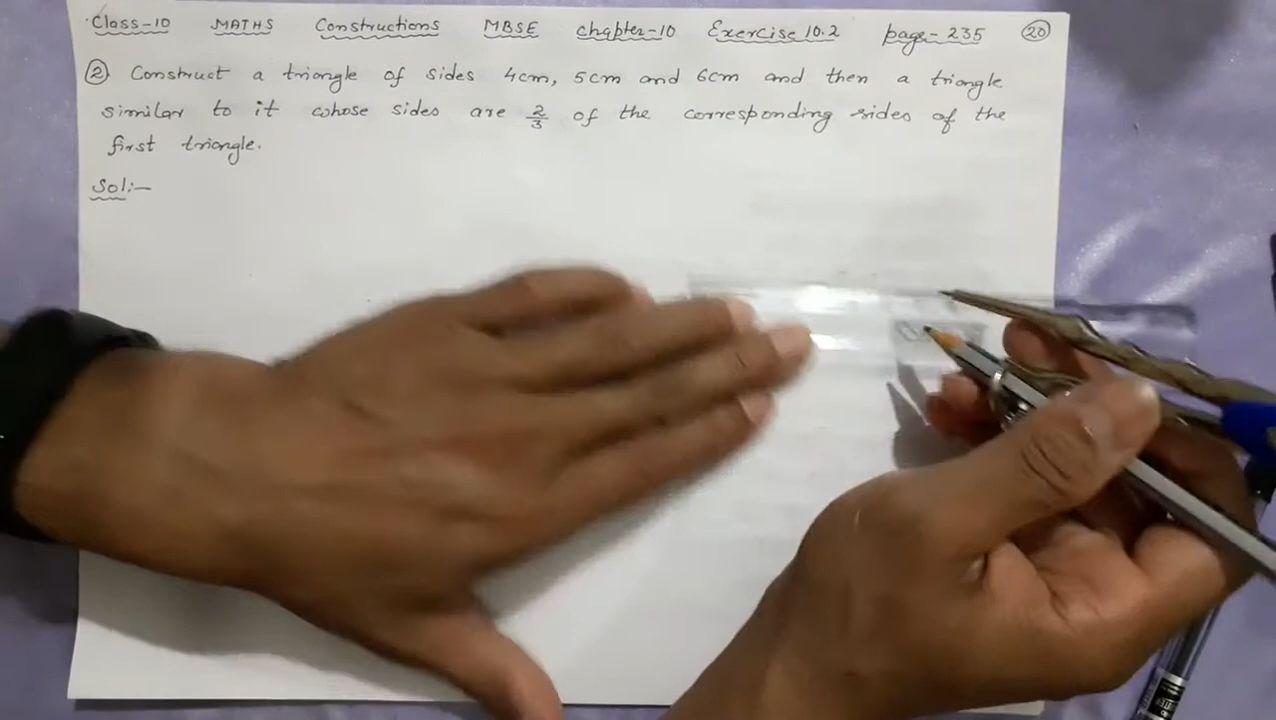 Class-10 MATHS Constructions MBSE chapter-10 Exercise 10.2 page-235 20
2 Construct a triangle of sides 4cm, 5cm and 6cm and then a triangle
similar to it whose sides are 2/3 of the corresponding sides of the
first triangle.
Sol:-